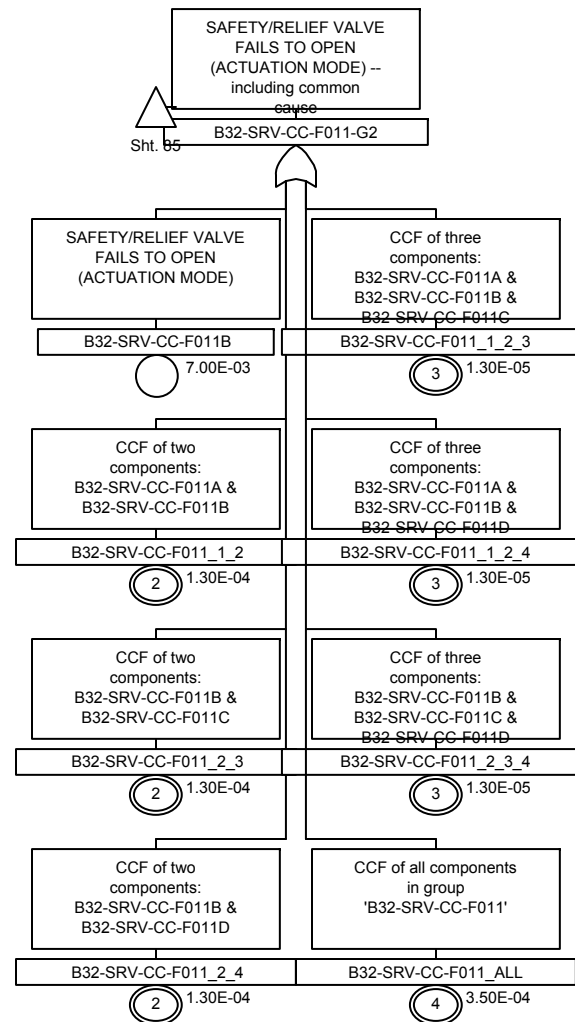 SAFETY/RELIEF VALVE
FAILS TO OPEN
(ACTUATION MODE) --
including common
cause
B32-SRV-CC-F011-G2
Sht. 85
SAFETY/RELIEF VALVE
FAILS TO OPEN
(ACTUATION MODE)
B32-SRV-CC-F011B
7.00E-03
CCF of three
components:
B32-SRV-CC-F011A &
B32-SRV-CC-F011B &
B32-SRV-CC-F011C
B32-SRV-CC-F011_1_2_3
3
1.30E-05
CCF of two
components:
B32-SRV-CC-F011A &
B32-SRV-CC-F011B
B32-SRV-CC-F011_1_2
2
1.30E-04
CCF of three
components:
B32-SRV-CC-F011A &
B32-SRV-CC-F011B &
B32-SRV-CC-F011D
B32-SRV-CC-F011_1_2_4
3
1.30E-05
CCF of two
components:
B32-SRV-CC-F011B &
B32-SRV-CC-F011C
B32-SRV-CC-F011_2_3
2
1.30E-04
CCF of three
components:
B32-SRV-CC-F011B &
B32-SRV-CC-F011C &
B32-SRV-CC-F011D
B32-SRV-CC-F011_2_3_4
3
1.30E-05
CCF of two
components:
B32-SRV-CC-F011B &
B32-SRV-CC-F011D
B32-SRV-CC-F011_2_4
2
1.30E-04
CCF of all components
in group
'B32-SRV-CC-F011'
B32-SRV-CC-F011_ALL
4
3.50E-04